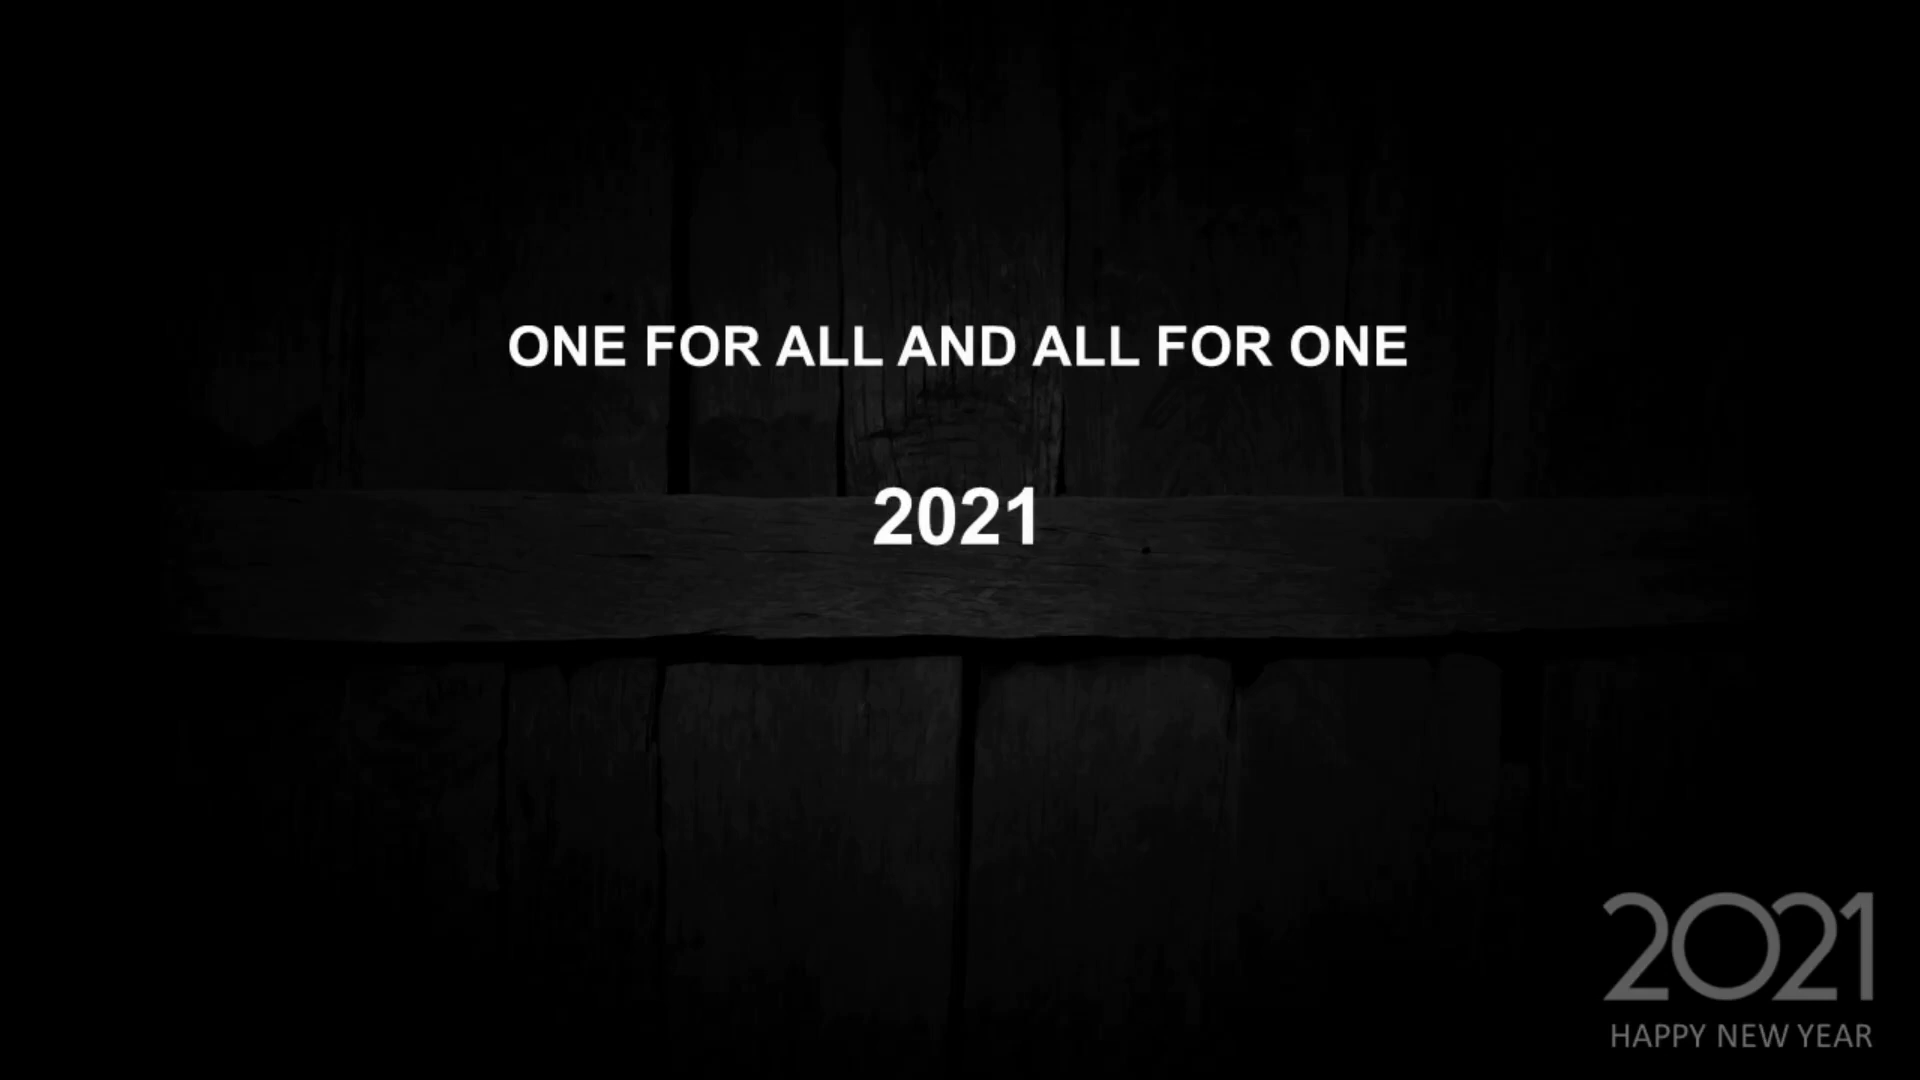 ONE FOR ALL AND ALL FOR ONE
2021
2021
HAPPY NEW YEAR